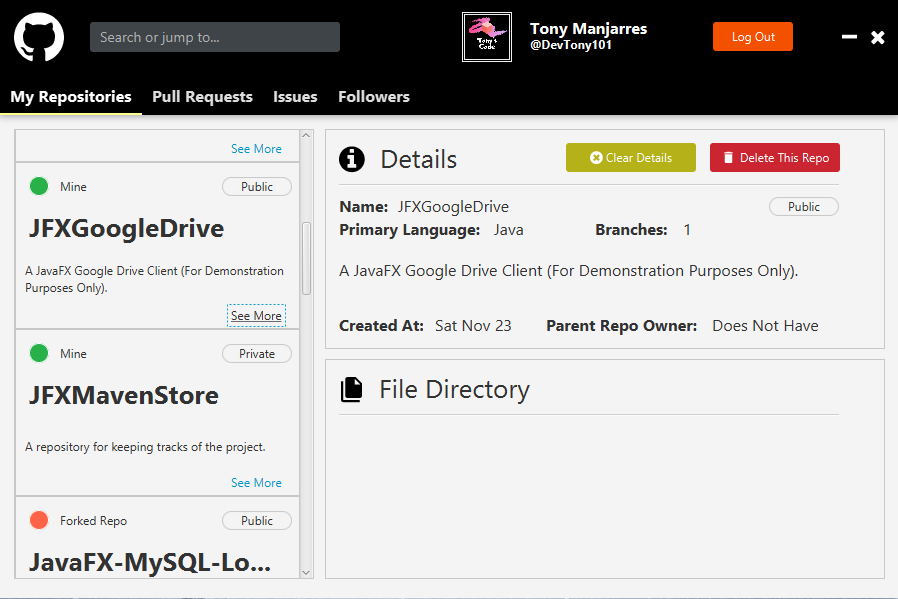 Search or jump to...
Tony's
Code
Tony Manjarres
@DevTony101
Log Out
My Repositories
Pull Requests
Issues
Followers
See More
Mine
Public
JFXGoogleDrive
A JavaFX Google Drive Client (For Demonstration
Purposes Only).
See More
Mine
Private
JFXMavenStore
A repository for keeping tracks of the project.
See More
Forked Repo
Public
JavaFX-MySQL-Lo...
Details
Clear Details
Delete This Repo
Name: JFXGoogleDrive
Public
Primary Language: Java
Branches: 1
A JavaFX Google Drive Client (For Demonstration Purposes Only).
Created At: Sat Nov 23
Parent Repo Owner: Does Not Have
File Directory